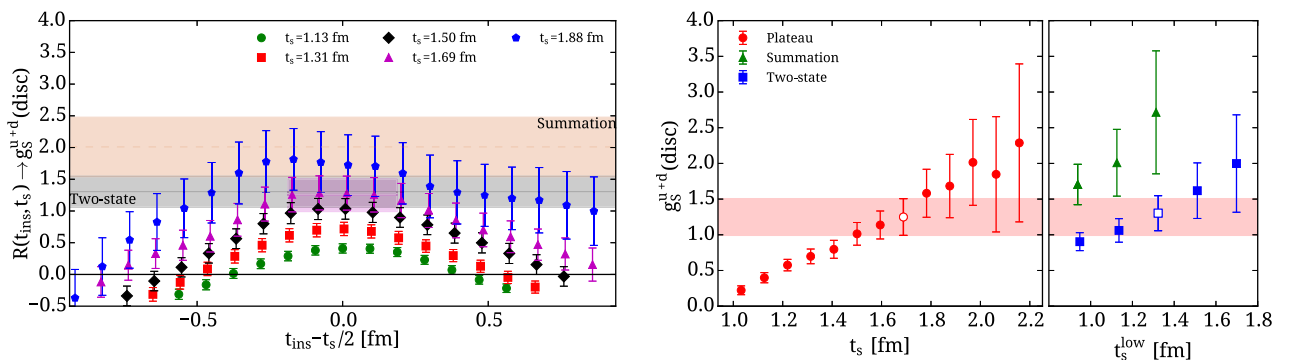 4.0
3.5
3.0
2.5
2.0
1.5
1.0
0.5
0.0
−0.5
R(t_ins, t_s) → g_s^{u+d} (disc)
t_s=1.13 fm
t_s=1.31 fm
t_s=1.50 fm
t_s=1.69 fm
t_s=1.88 fm
Summation
Two-state
−0.5 0.0 0.5
t_ins−t_s/2 [fm]
4.0
3.5
3.0
2.5
2.0
1.5
1.0
0.5
0.0
g_s^{u+d} (disc)
Plateau
Summation
Two-state
1.0 1.2 1.4 1.6 1.8 2.0 2.2
t_s [fm]
1.0 1.2 1.4 1.6 1.8
t_s^low [fm]